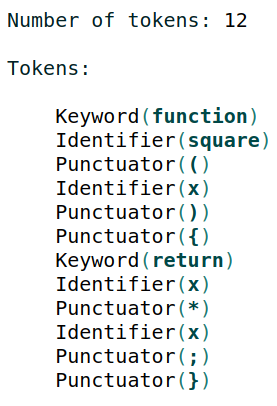 Number of tokens: 12
Tokens:
Keyword(function)
Identifier(square)
Punctuator(()
Identifier(x)
Punctuator())
Punctuator({)
Keyword(return)
Identifier(x)
Punctuator(*)
Identifier(x)
Punctuator(;)
Punctuator(})